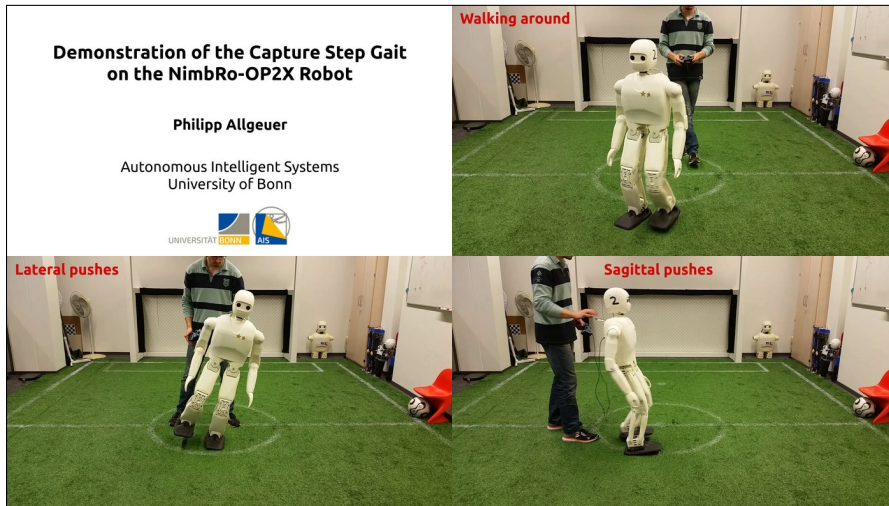 Demonstration of the Capture Step Gait
on the NimbRo-OP2X Robot
Philipp Allgeuer
Autonomous Intelligent Systems
University of Bonn
UNIVERSITÄT BONN
AIS
Walking around
Lateral pushes
Sagittal pushes
2